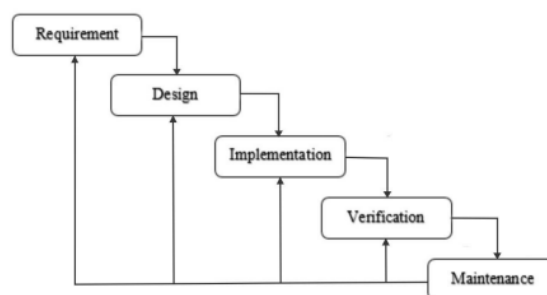 Requirement
Design
Implementation
Verification
Maintenance